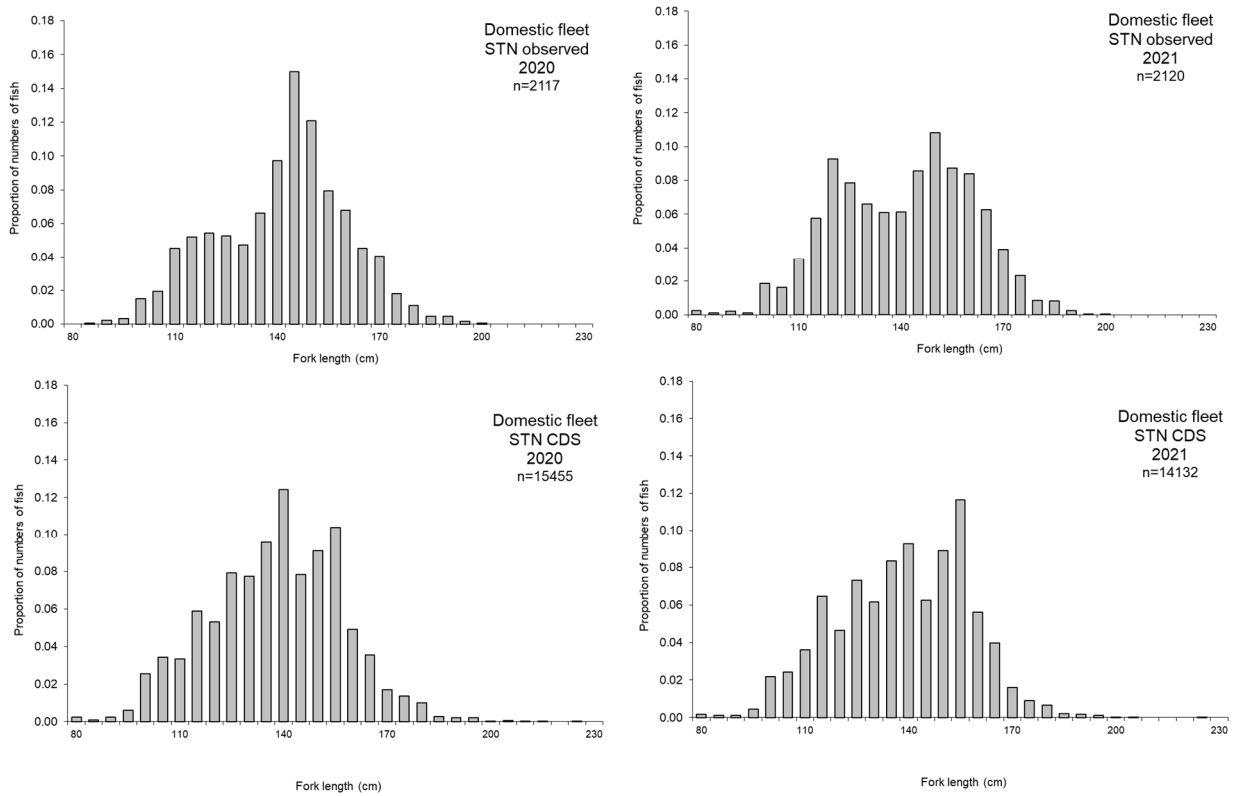 0.18
0.16
0.14
0.12
0.10
0.08
0.06
0.04
0.02
0.00
Proportion of numbers of fish
80 110 140 170 200 230
Fork length (cm)
Domestic fleet
STN observed
2020
n=2117
0.18
0.16
0.14
0.12
0.10
0.08
0.06
0.04
0.02
0.00
Proportion of numbers of fish
80 110 140 170 200 230
Fork length (cm)
Domestic fleet
STN observed
2021
n=2120
0.18
0.16
0.14
0.12
0.10
0.08
0.06
0.04
0.02
0.00
Proportion of numbers of fish
80 110 140 170 200 230
Fork length (cm)
Domestic fleet
STN CDS
2020
n=15455
0.18
0.16
0.14
0.12
0.10
0.08
0.06
0.04
0.02
0.00
Proportion of numbers of fish
80 110 140 170 200 230
Fork length (cm)
Domestic fleet
STN CDS
2021
n=14132